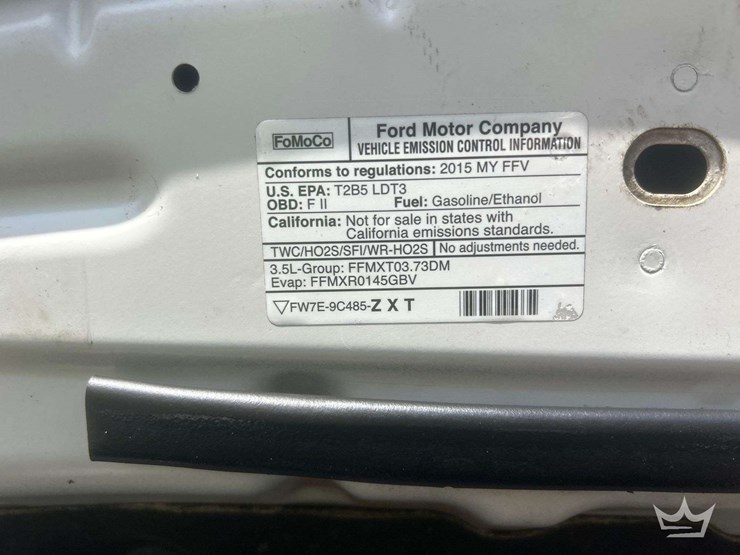 FoMoCo
Ford Motor Company
VEHICLE EMISSION CONTROL INFORMATION
Conforms to regulations: 2015 MY FFV
U.S. EPA: T2B5 LDT3
OBD: F II Fuel: Gasoline/Ethanol
California: Not for sale in states with
California emissions standards.
TWC/HO2S/SFI/WR-HO2S No adjustments needed.
3.5L-Group: FFMXT03.73DM
Evap: FFMXR0145GBV
▽FW7E-9C485-Z X T